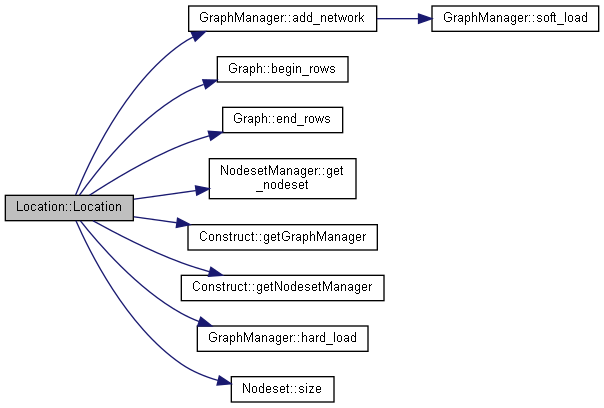 GraphManager::add_network
GraphManager::soft_load
Graph::begin_rows
Graph::end_rows
NodesetManager::get
_nodeset
Location::Location
Construct::getGraphManager
Construct::getNodesetManager
GraphManager::hard_load
Nodeset::size